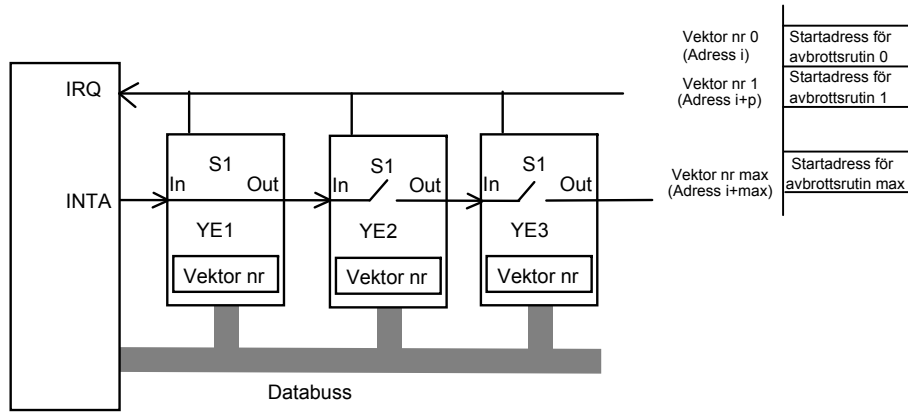 Vektor nr 0
(Adress i)
Startadress för
avbrottsrutin 0
Vektor nr 1
(Adress i+p)
Startadress för
avbrottsrutin 1
Vektor nr max
(Adress i+max)
Startadress för
avbrottsrutin max
IRQ
INTA
S1
In
Out
YE1
Vektor nr
S1
In
Out
YE2
Vektor nr
S1
In
Out
YE3
Vektor nr
Databuss